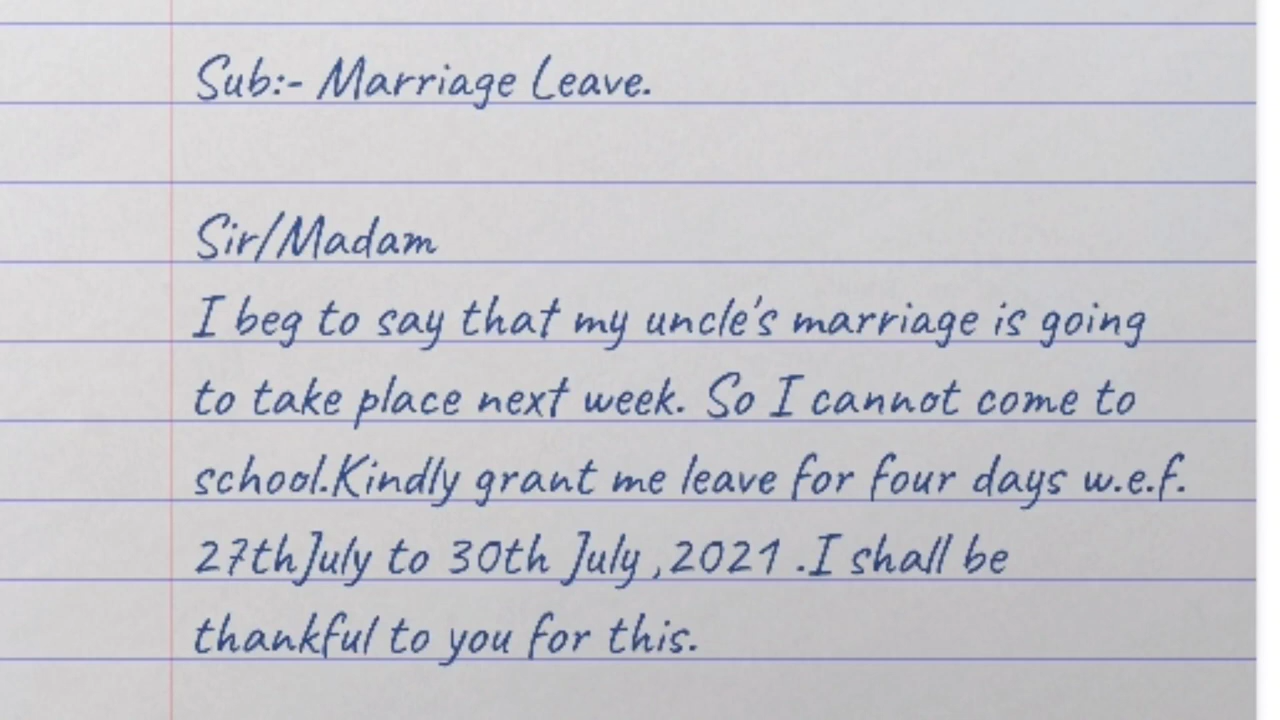 Sub:- Marriage Leave.
Sir/Madam
I beg to say that my uncle's marriage is going
to take place next week. So I cannot come to
school.Kindly grant me leave for four days w.e.f.
27thJuly to 30th July ,2021 .I shall be
thankful to you for this.